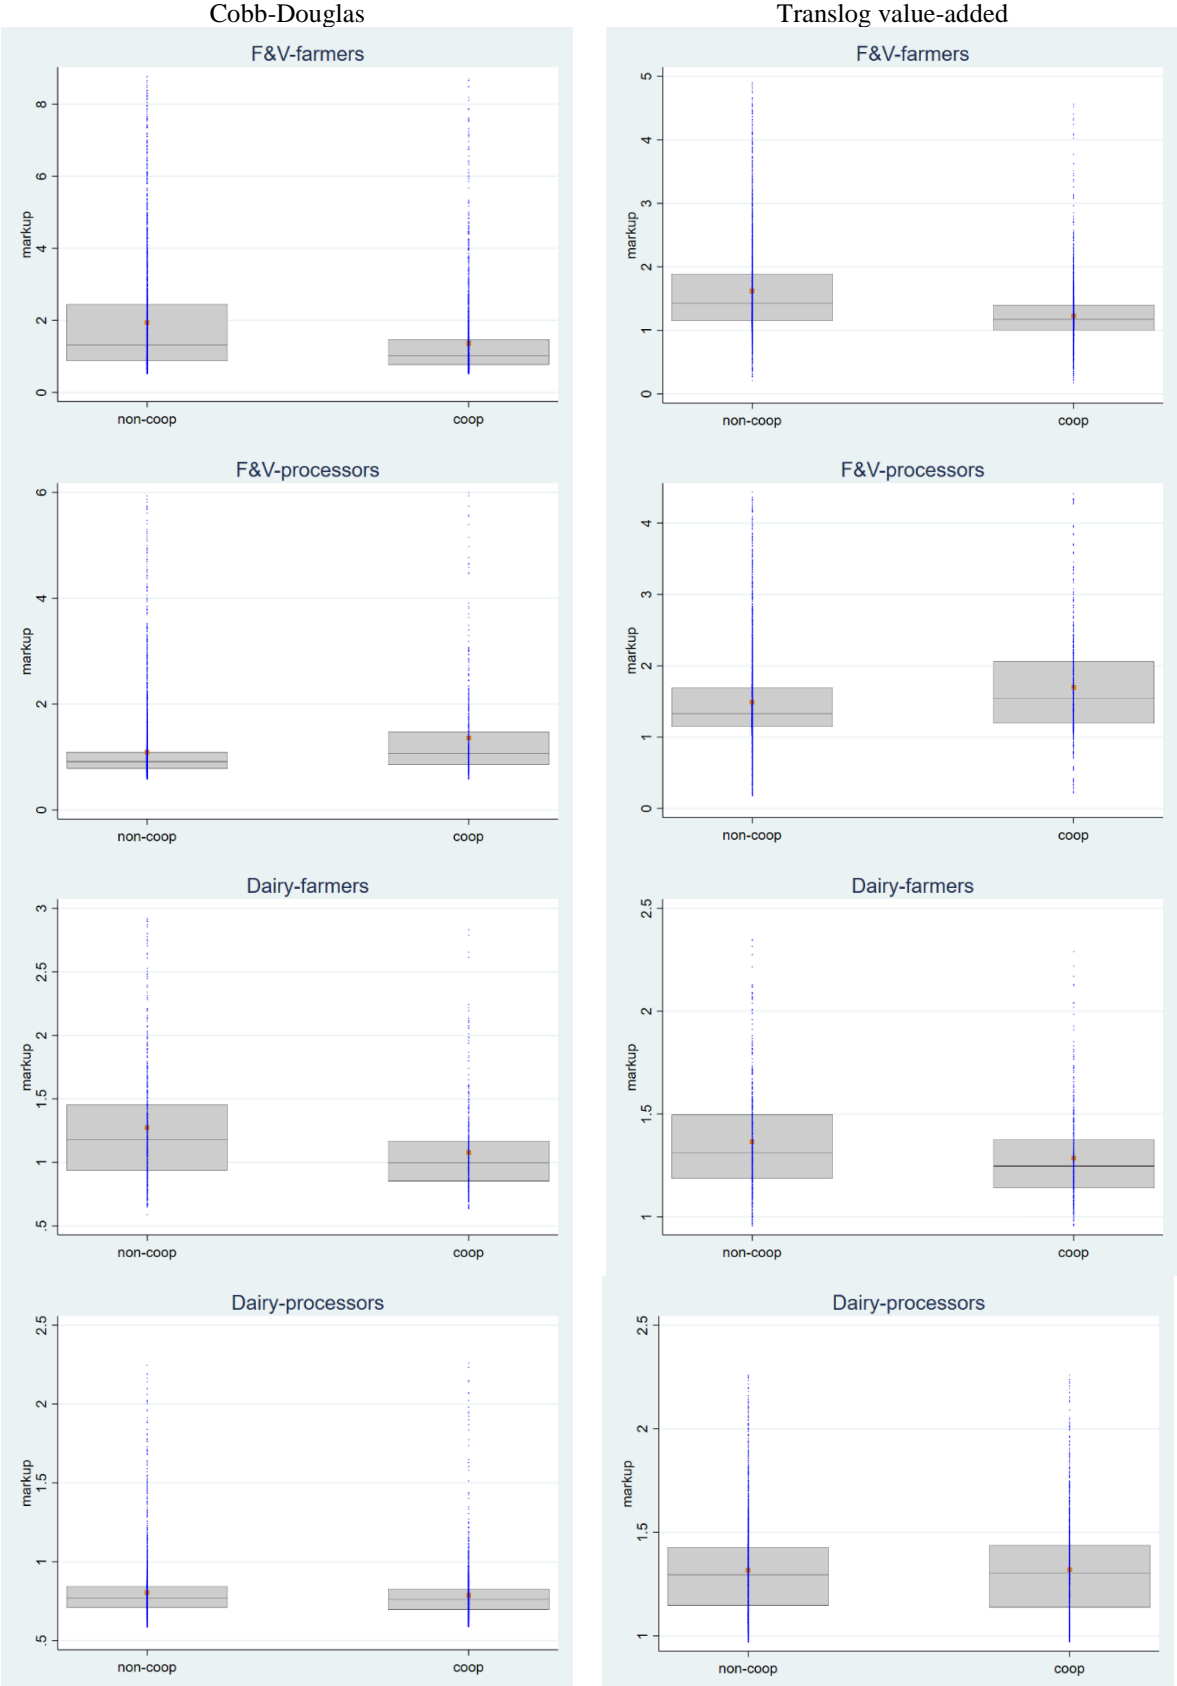 Cobb-Douglas
Translog value-added
F&V-farmers
markup
8
6
4
2
0
non-coop coop
F&V-farmers
markup
5
4
3
2
1
0
non-coop coop
F&V-processors
markup
6
4
2
0
non-coop coop
F&V-processors
markup
4
3
2
1
0
non-coop coop
Dairy-farmers
markup
3
2.5
2
1.5
1
.5
non-coop coop
Dairy-farmers
markup
2.5
2
1.5
1
non-coop coop
Dairy-processors
markup
2.5
2
1.5
1
.5
non-coop coop
Dairy-processors
markup
2.5
2
1.5
1
non-coop coop